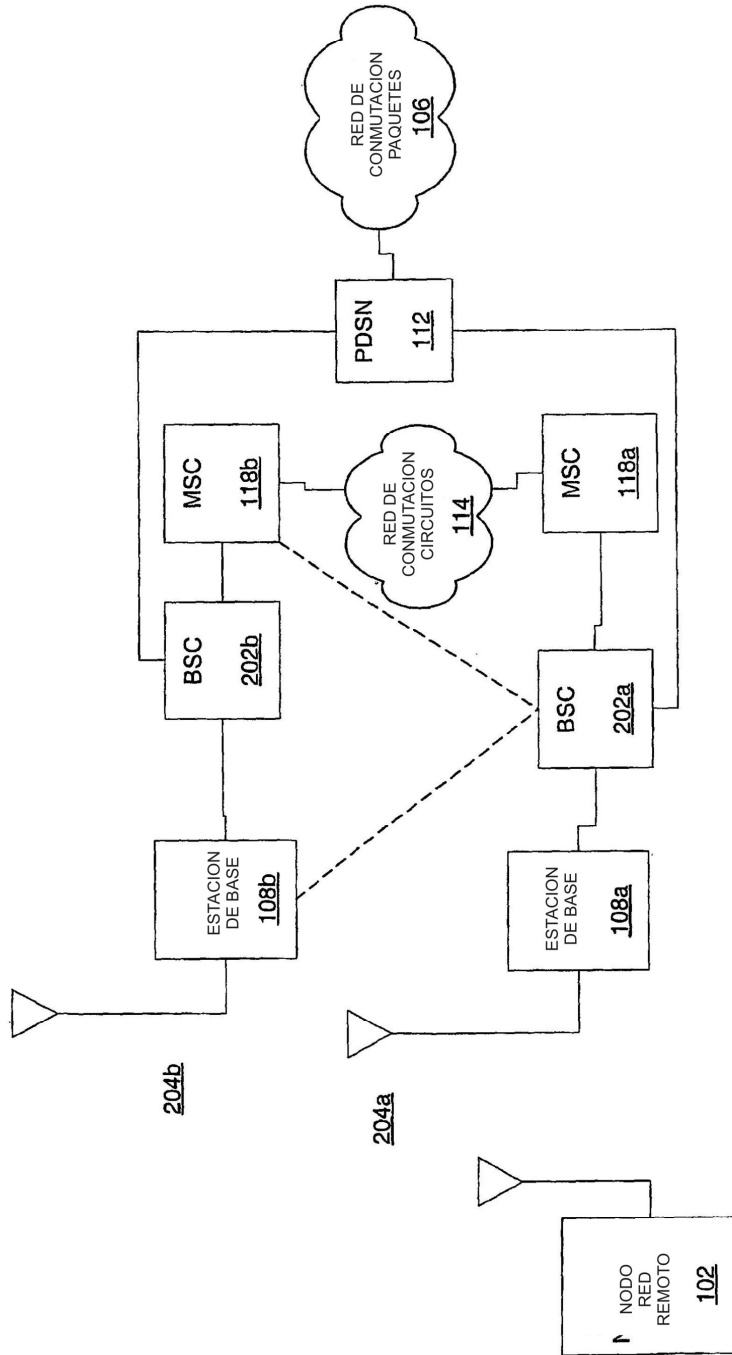 204b
ESTACION
DE BASE
108b
BSC
202b
MSC
118b
204a
RED DE
CONMUTACION
CIRCUITOS
114
PDSN
112
RED DE
CONMUTACION
PAQUETES
106
NODO
RED
REMOTO
102
ESTACION
DE BASE
108a
BSC
202a
MSC
118a